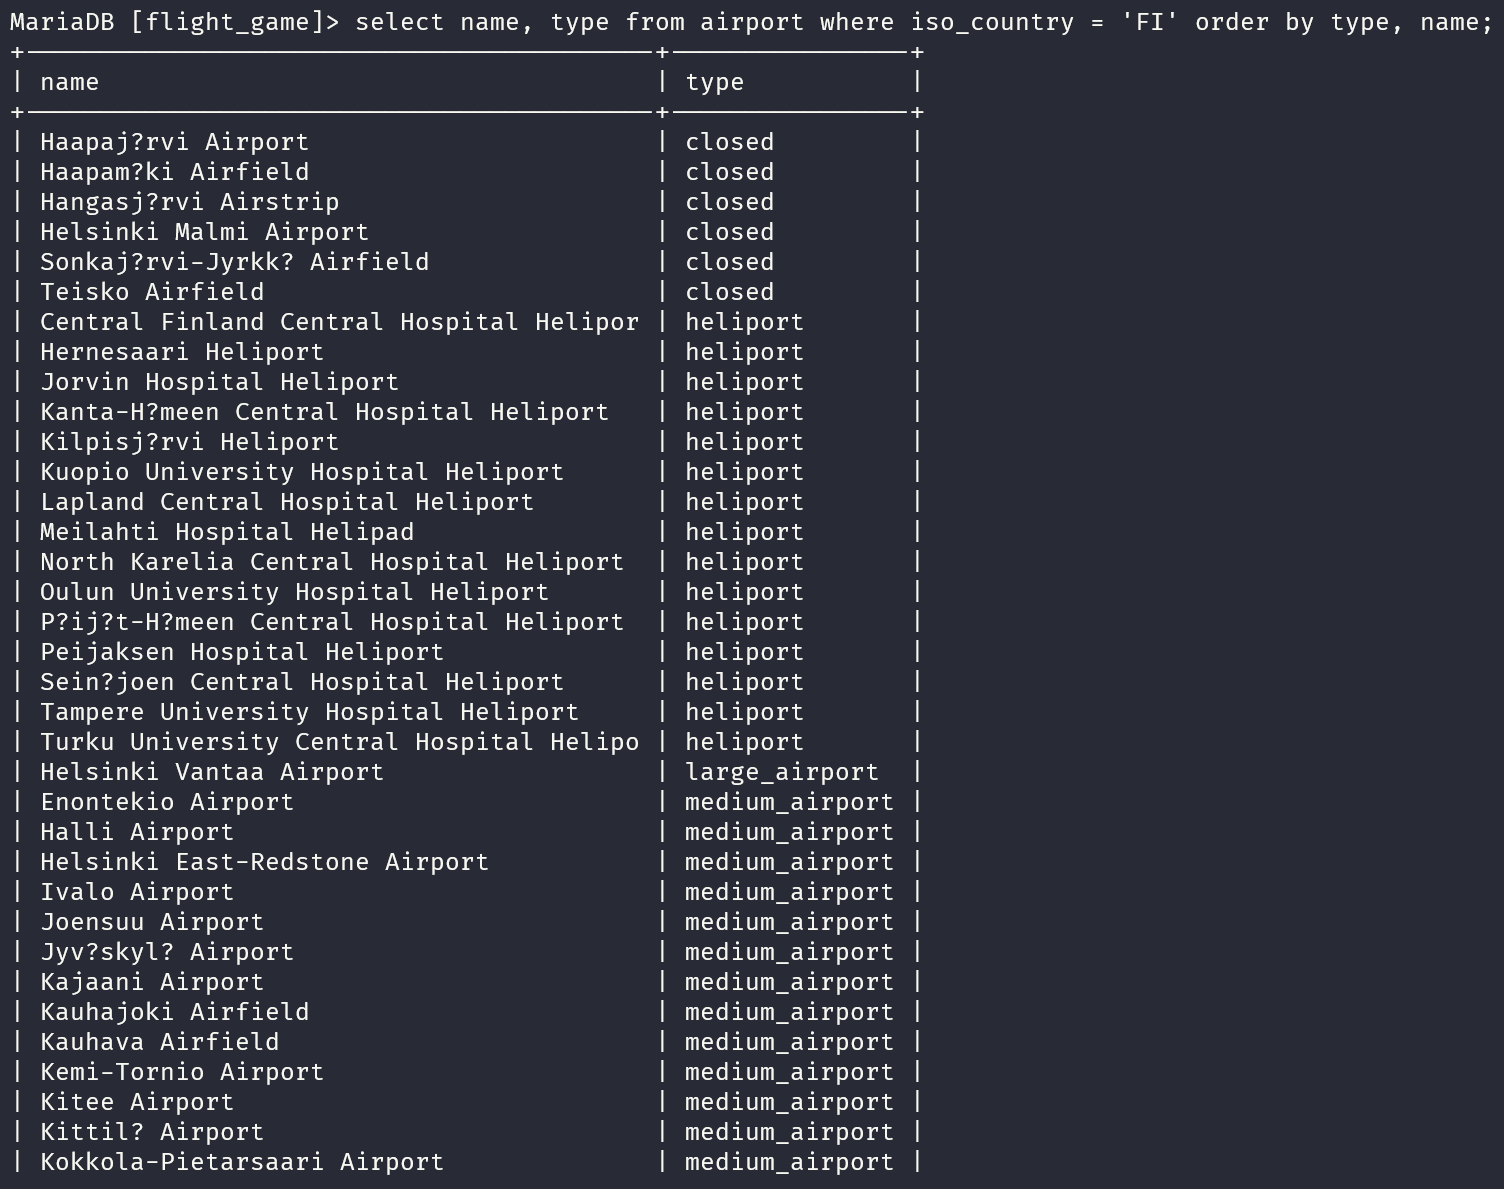 MariaDB [flight_game]> select name, type from airport where iso_country = 'FI' order by type, name;
+------------------------------------------+----------------+
| name                                     | type           |
+------------------------------------------+----------------+
| Haapaj?rvi Airport                       | closed         |
| Haapam?ki Airfield                       | closed         |
| Hangasj?rvi Airstrip                     | closed         |
| Helsinki Malmi Airport                   | closed         |
| Sonkaj?rvi-Jyrkk? Airfield               | closed         |
| Teisko Airfield                          | closed         |
| Central Finland Central Hospital Helipor | heliport       |
| Hernesaari Heliport                      | heliport       |
| Jorvin Hospital Heliport                 | heliport       |
| Kanta-H?meen Central Hospital Heliport   | heliport       |
| Kilpisj?rvi Heliport                     | heliport       |
| Kuopio University Hospital Heliport      | heliport       |
| Lapland Central Hospital Heliport        | heliport       |
| Meilahti Hospital Helipad                | heliport       |
| North Karelia Central Hospital Heliport  | heliport       |
| Oulun University Hospital Heliport       | heliport       |
| P?ij?t-H?meen Central Hospital Heliport  | heliport       |
| Peijaksen Hospital Heliport              | heliport       |
| Sein?joen Central Hospital Heliport      | heliport       |
| Tampere University Hospital Heliport     | heliport       |
| Turku University Central Hospital Helipo | heliport       |
| Helsinki Vantaa Airport                  | large_airport  |
| Enontekio Airport                        | medium_airport |
| Halli Airport                            | medium_airport |
| Helsinki East-Redstone Airport           | medium_airport |
| Ivalo Airport                            | medium_airport |
| Joensuu Airport                          | medium_airport |
| Jyv?skyl? Airport                        | medium_airport |
| Kajaani Airport                          | medium_airport |
| Kauhajoki Airfield                       | medium_airport |
| Kauhava Airfield                         | medium_airport |
| Kemi-Tornio Airport                      | medium_airport |
| Kitee Airport                            | medium_airport |
| Kittil? Airport                          | medium_airport |
| Kokkola-Pietarsaari Airport              | medium_airport |